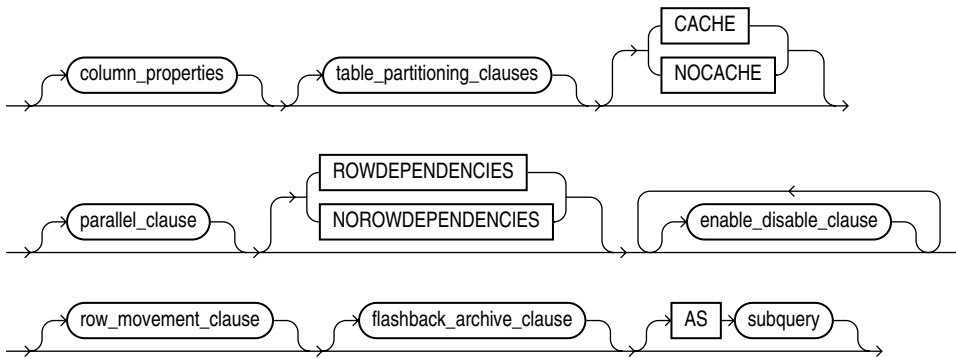 column_properties
table_partitioning_clauses
CACHE
NOCACHE
parallel_clause
ROWDEPENDENCIES
NOROWDEPENDENCIES
enable_disable_clause
row_movement_clause
flashback_archive_clause
AS
subquery